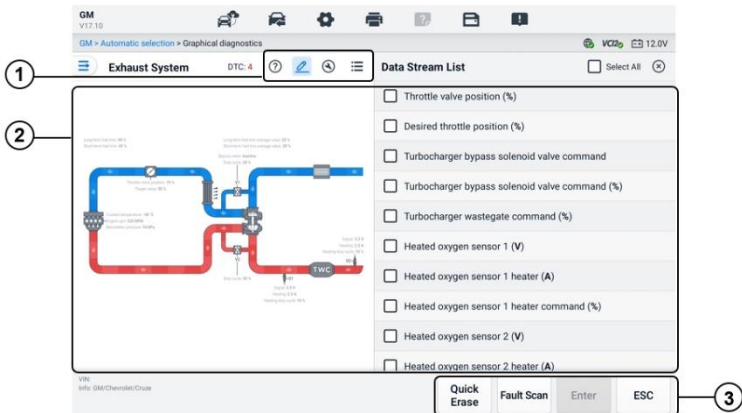 GM
V17.10
GM > Automatic selection > Graphical diagnostics
VCI 12.0V
Exhaust System DTC: 4
Data Stream List Select All
1
2
Throttle valve position (%)
Desired throttle position (%)
Turbocharger bypass solenoid valve command
Turbocharger bypass solenoid valve command (%)
Turbocharger wastegate command (%)
Heated oxygen sensor 1 (V)
Heated oxygen sensor 1 heater (A)
Heated oxygen sensor 1 heater command (%)
Heated oxygen sensor 2 (V)
Heated oxygen sensor 2 heater (A)
TWC
VIN:
Info: GM/Chevrolet/Cruze
Quick Erase
Fault Scan
Enter
ESC
3